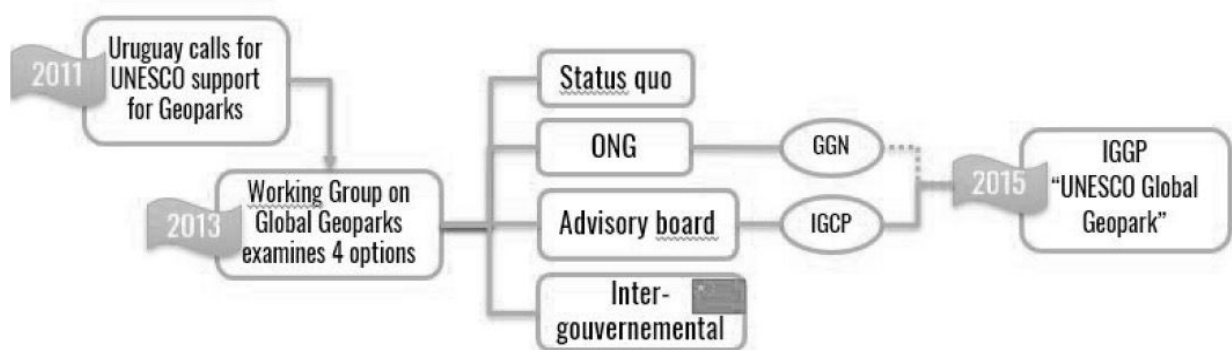 2011
Uruguay calls for
UNESCO support
for Geoparks
2013
Working Group on
Global Geoparks
examines 4 options
Status quo
ONG
GGN
Advisory board
IGCP
Inter-
gouvernemental
2015
IGGP
“UNESCO Global
Geopark”